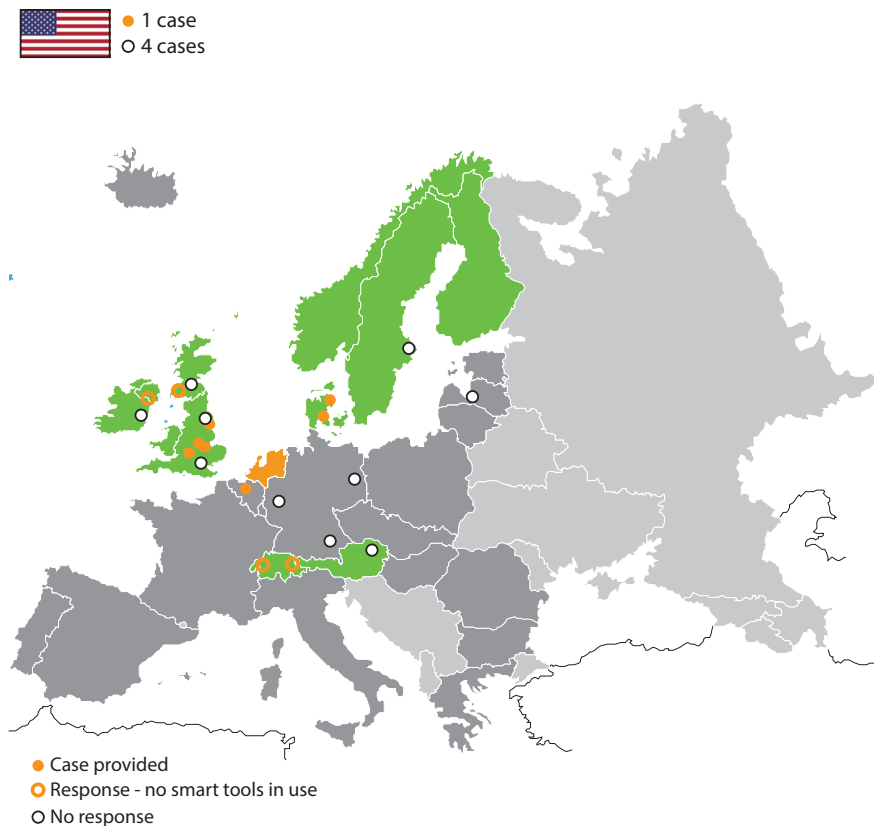 1 case
4 cases
Case provided
Response - no smart tools in use
No response